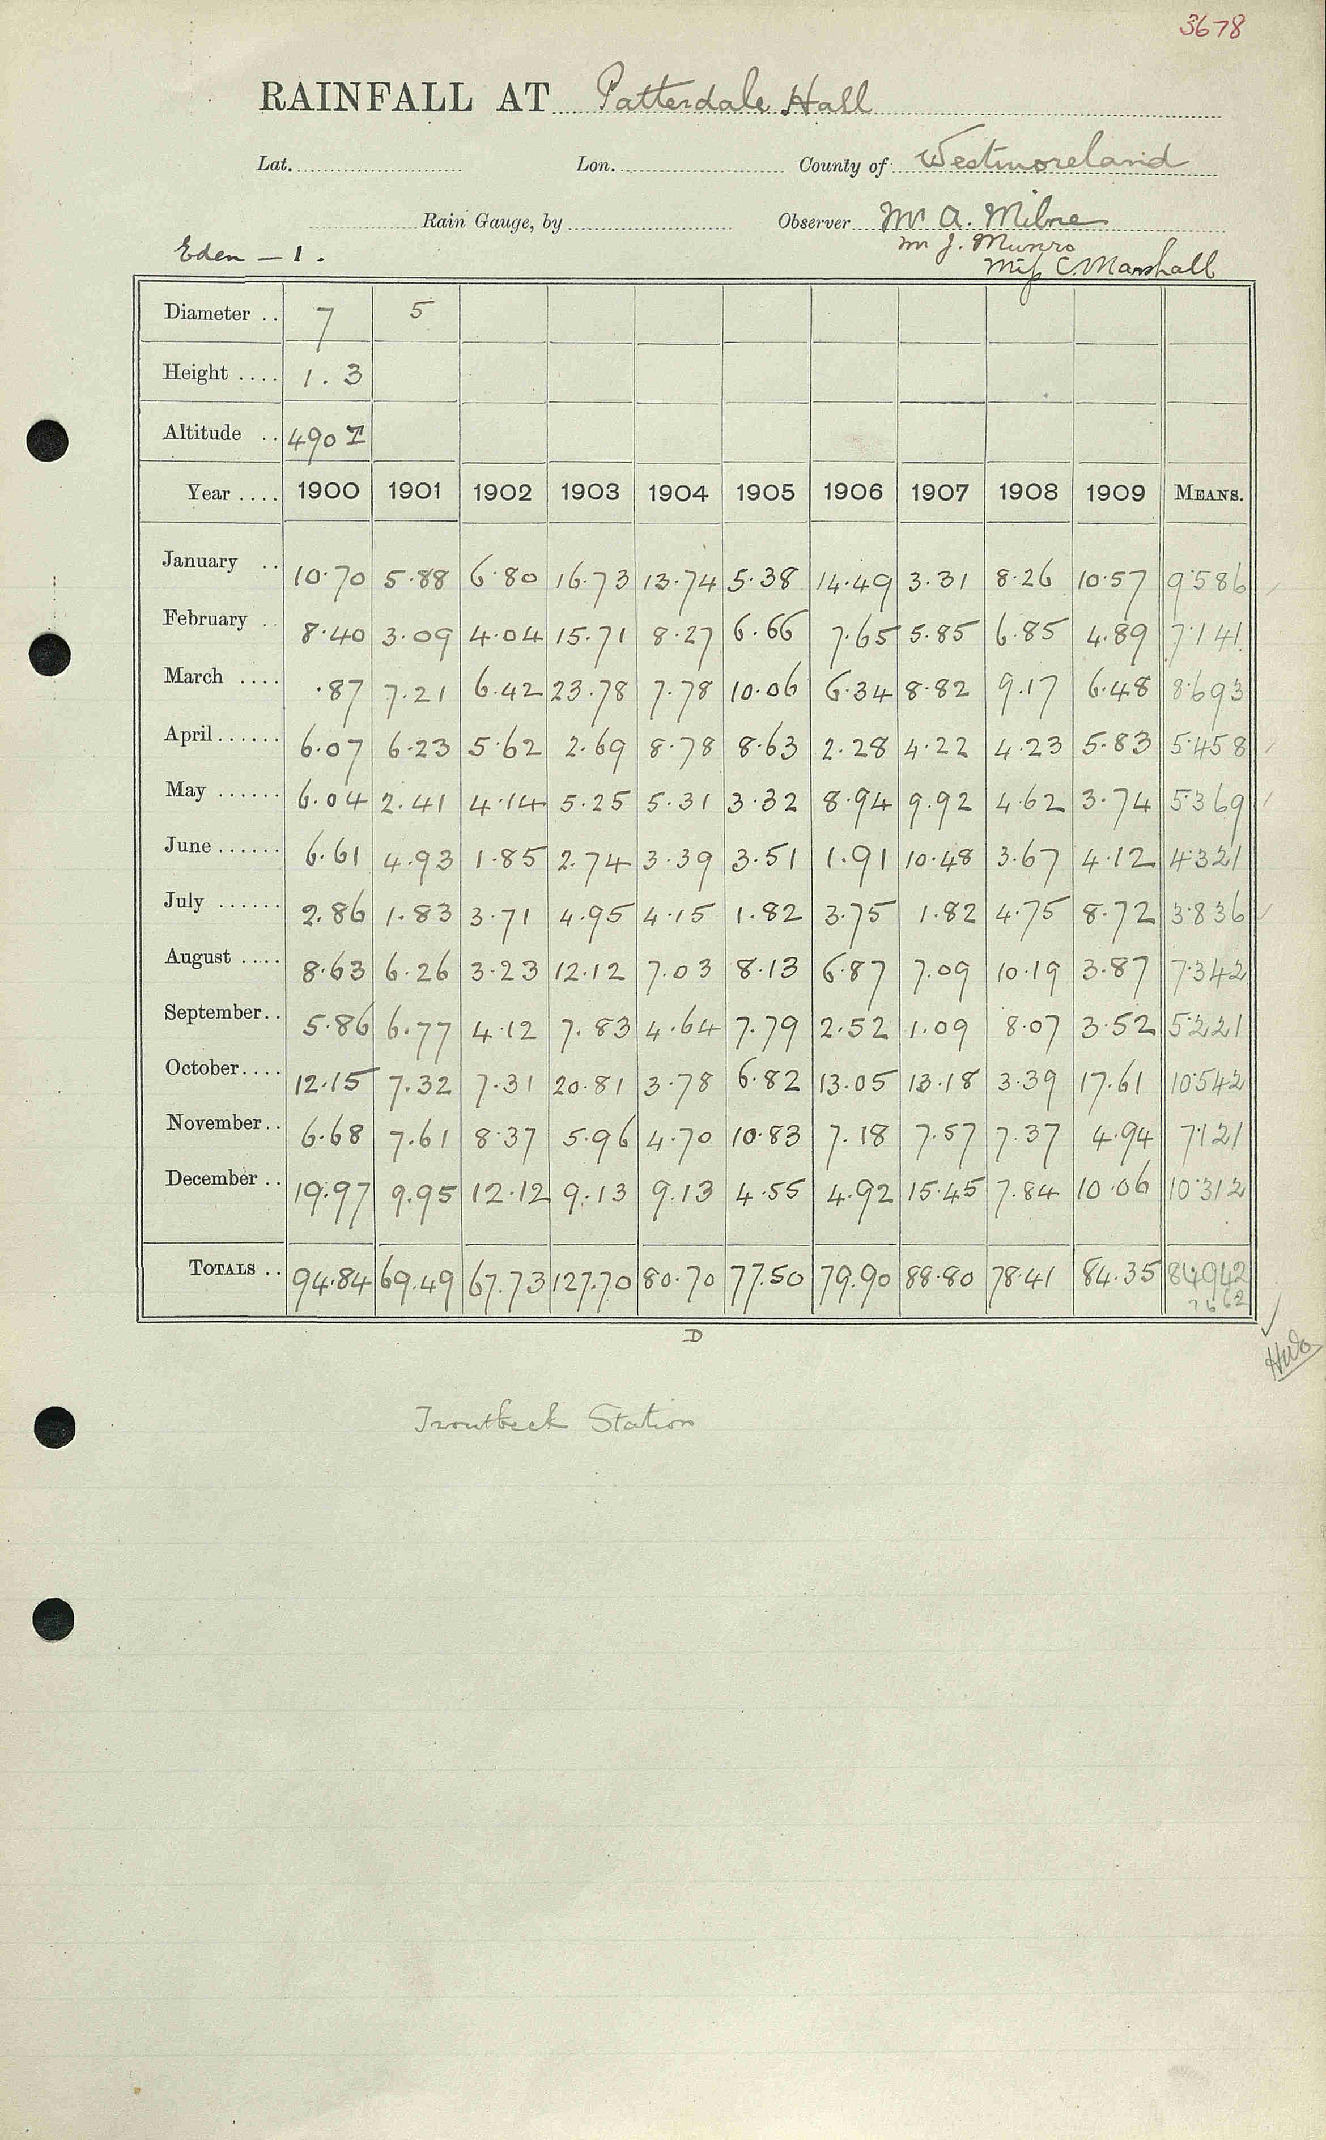 3678
RAINFALL AT Patterdale Hall
Lat. Lon. County of Westmoreland
Rain Gauge, by Observer Mr A. Milne
Mr J. Munro
Eden - 1. Miss C Marshall
Diameter .. 7 5
Height .... 1.3
Altitude .. 490 T
Year .... 1900 1901 1902 1903 1904 1905 1906 1907 1908 1909 MEANS.
January .. 10.70 5.88 6.80 16.73 13.74 5.38 14.49 3.31 8.26 10.57 9.586
February .. 8.40 3.09 4.04 15.71 8.27 6.66 7.65 5.85 6.85 4.89 7.141
March .... .87 7.21 6.42 23.78 7.78 10.06 6.34 8.82 9.17 6.48 8.693
April ...... 6.07 6.23 5.62 2.69 8.78 8.63 2.28 4.22 4.23 5.83 5.458
May ...... 6.04 2.41 4.14 5.25 5.31 3.32 8.94 9.92 4.62 3.74 5.369
June ...... 6.61 4.93 1.85 2.74 3.39 3.51 1.91 10.48 3.67 4.12 4.321
July ...... 2.86 1.83 3.71 4.95 4.15 1.82 3.75 1.82 4.75 8.72 3.836
August .... 8.63 6.26 3.23 12.12 7.03 8.13 6.87 7.09 10.19 3.87 7.342
September.. 5.86 6.77 4.12 7.83 4.64 7.79 2.52 1.09 8.07 3.52 5.221
October.... 12.15 7.32 7.31 20.81 3.78 6.82 13.05 13.18 3.39 17.61 10.542
November.. 6.68 7.61 8.37 5.96 4.70 10.83 7.18 7.57 7.37 4.94 7.121
December .. 19.97 9.95 12.12 9.13 9.13 4.55 4.92 15.45 7.84 10.06 10.312
TOTALS .. 94.84 69.49 67.73 127.70 80.70 77.50 79.90 88.80 78.41 84.35 84.942
D
Troutbeck Station